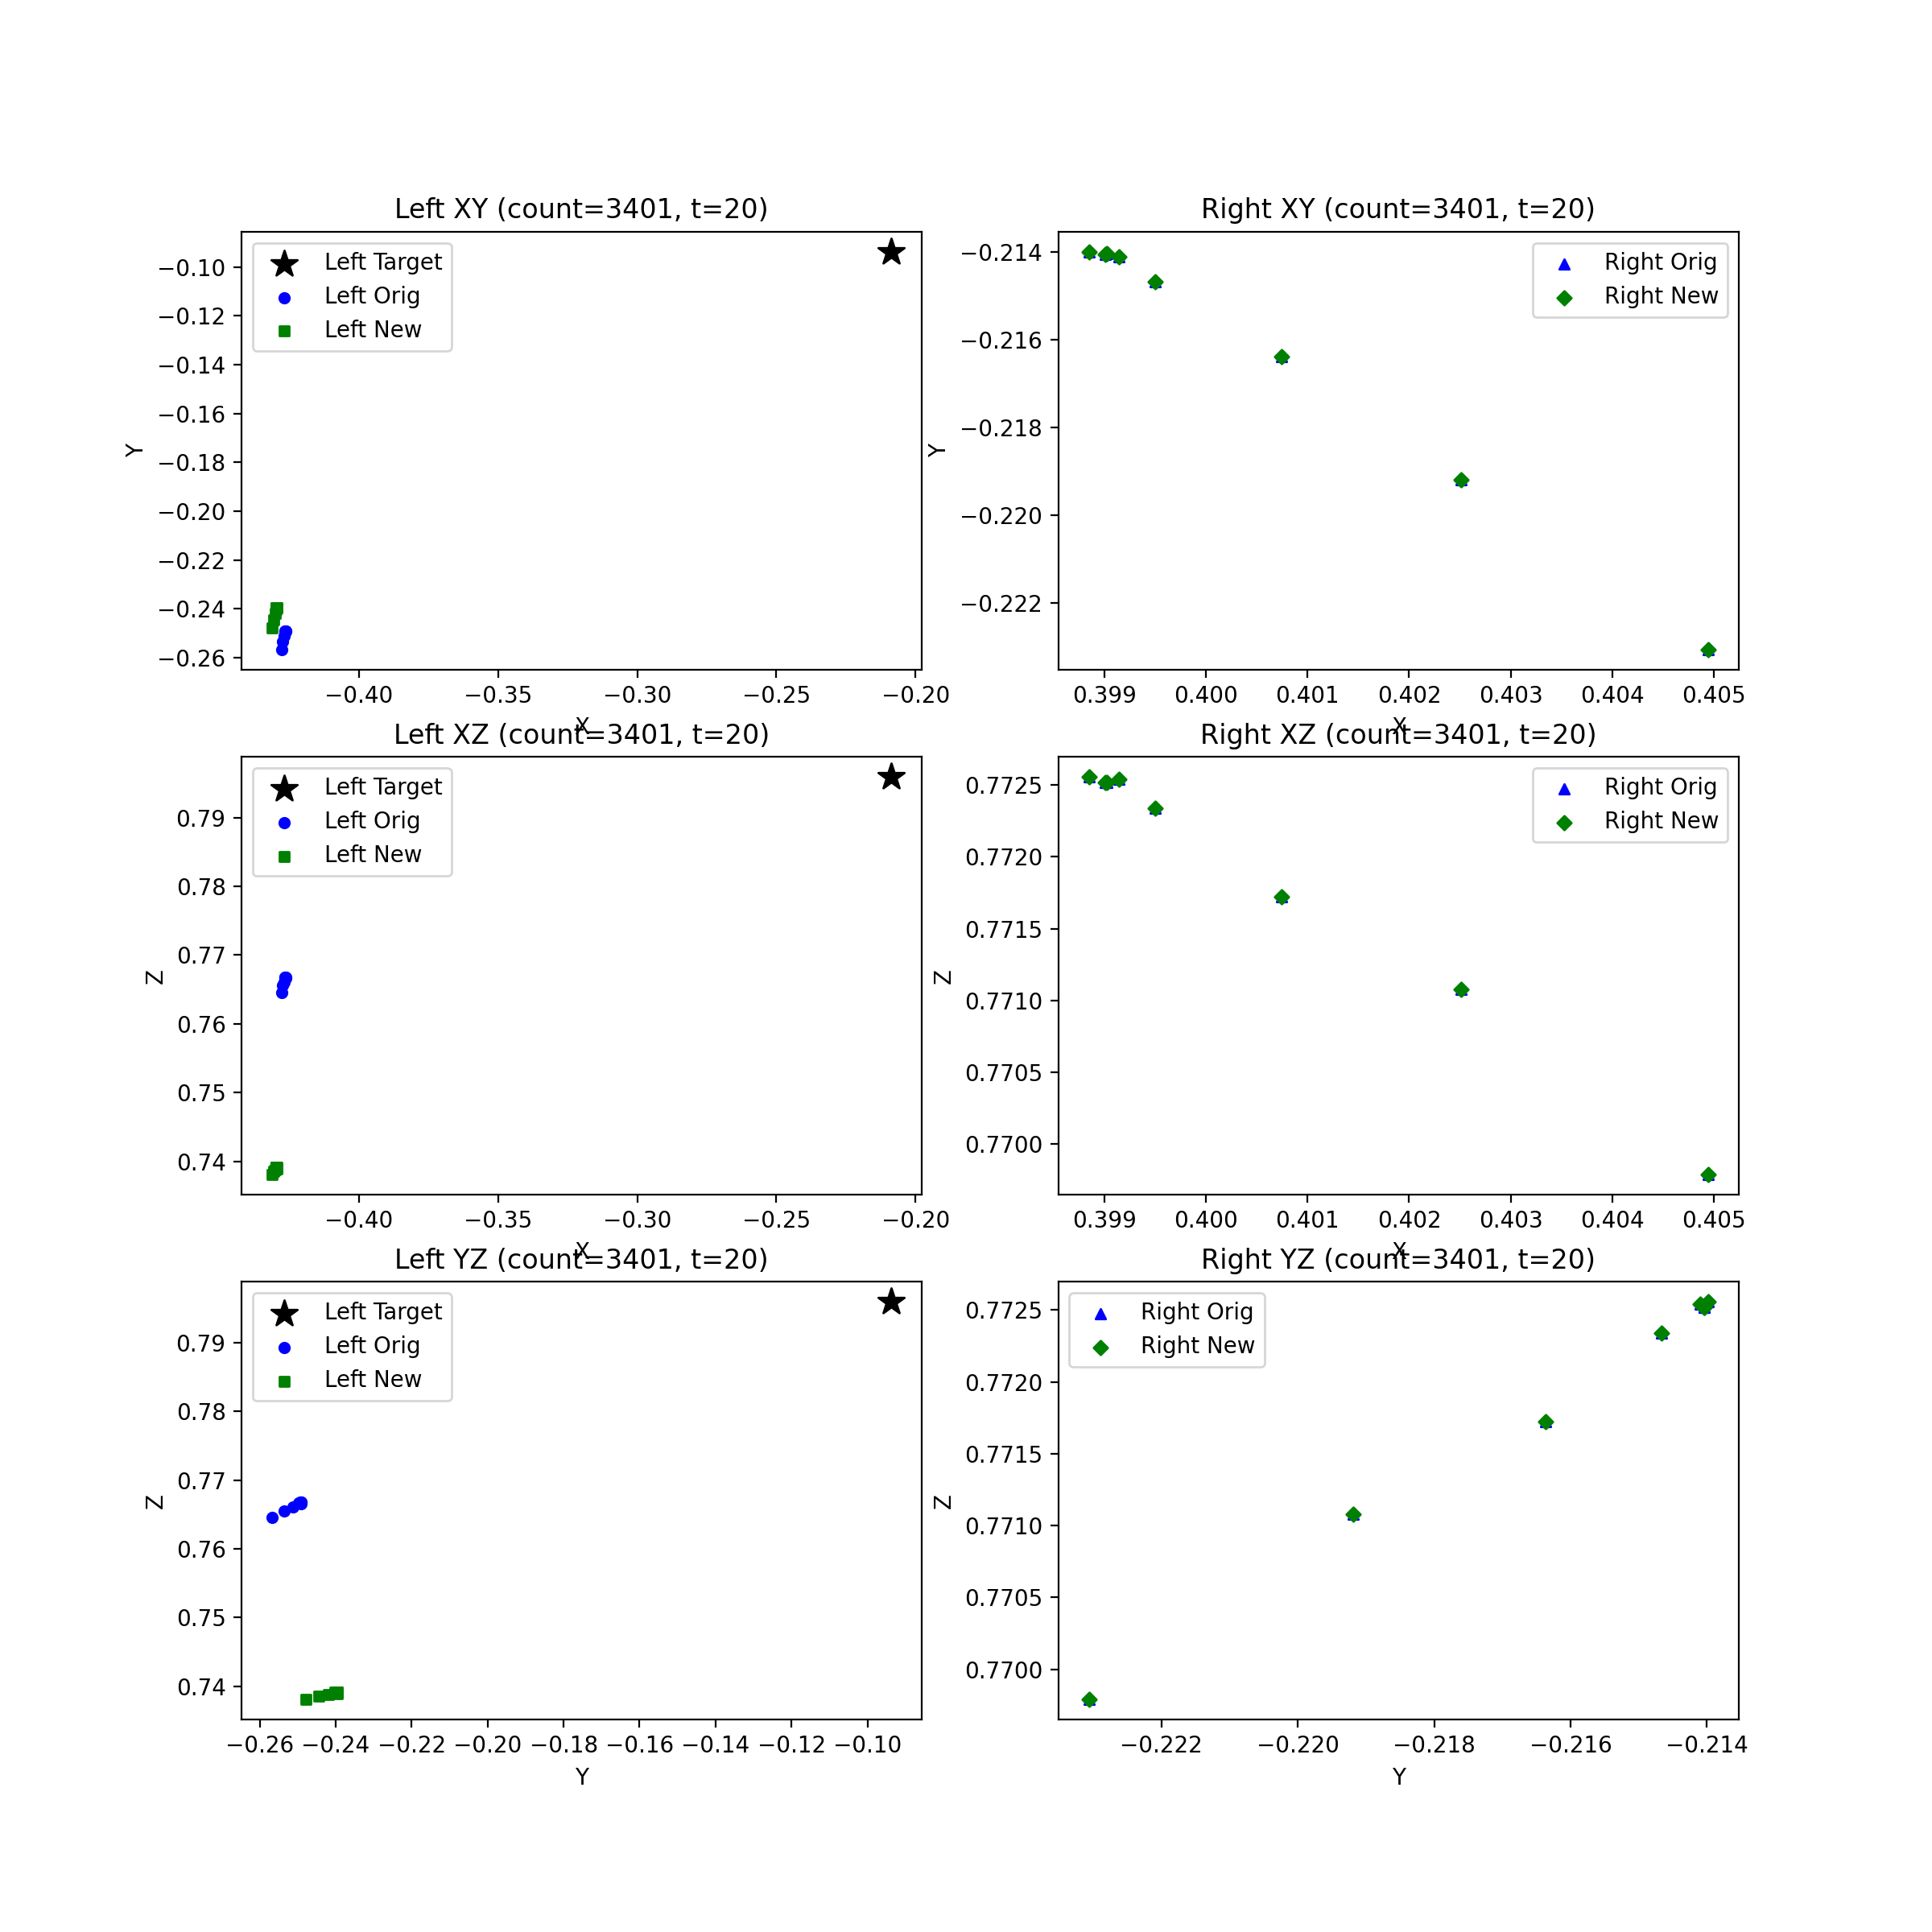 Left XY (count=3401, t=20)
Left Target
Left Orig
Left New
−0.10
−0.12
−0.14
−0.16
−0.18
−0.20
−0.22
−0.24
−0.26
Y
−0.40 −0.35 −0.30 −0.25 −0.20
X
Right XY (count=3401, t=20)
Right Orig
Right New
−0.214
−0.216
−0.218
−0.220
−0.222
Y
0.399 0.400 0.401 0.402 0.403 0.404 0.405
X
Left XZ (count=3401, t=20)
Left Target
Left Orig
Left New
0.79
0.78
0.77
0.76
0.75
0.74
Z
−0.40 −0.35 −0.30 −0.25 −0.20
X
Right XZ (count=3401, t=20)
Right Orig
Right New
0.7725
0.7720
0.7715
0.7710
0.7705
0.7700
Z
0.399 0.400 0.401 0.402 0.403 0.404 0.405
X
Left YZ (count=3401, t=20)
Left Target
Left Orig
Left New
0.79
0.78
0.77
0.76
0.75
0.74
Z
−0.26 −0.24 −0.22 −0.20 −0.18 −0.16 −0.14 −0.12 −0.10
Y
Right YZ (count=3401, t=20)
Right Orig
Right New
0.7725
0.7720
0.7715
0.7710
0.7705
0.7700
Z
−0.222 −0.220 −0.218 −0.216 −0.214
Y